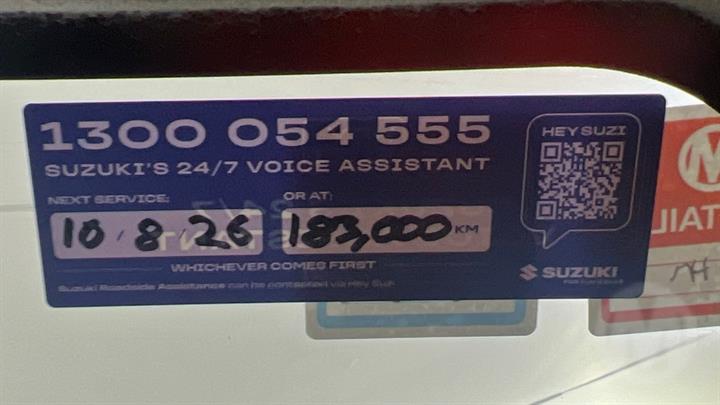 1300 054 555
HEY SUZI
SUZUKI'S 24/7 VOICE ASSISTANT
NEXT SERVICE:
OR AT:
10/8/26
183,000 KM
WHICHEVER COMES FIRST
SUZUKI
Suzuki Roadside Assistance can be contacted via Hey Suzi